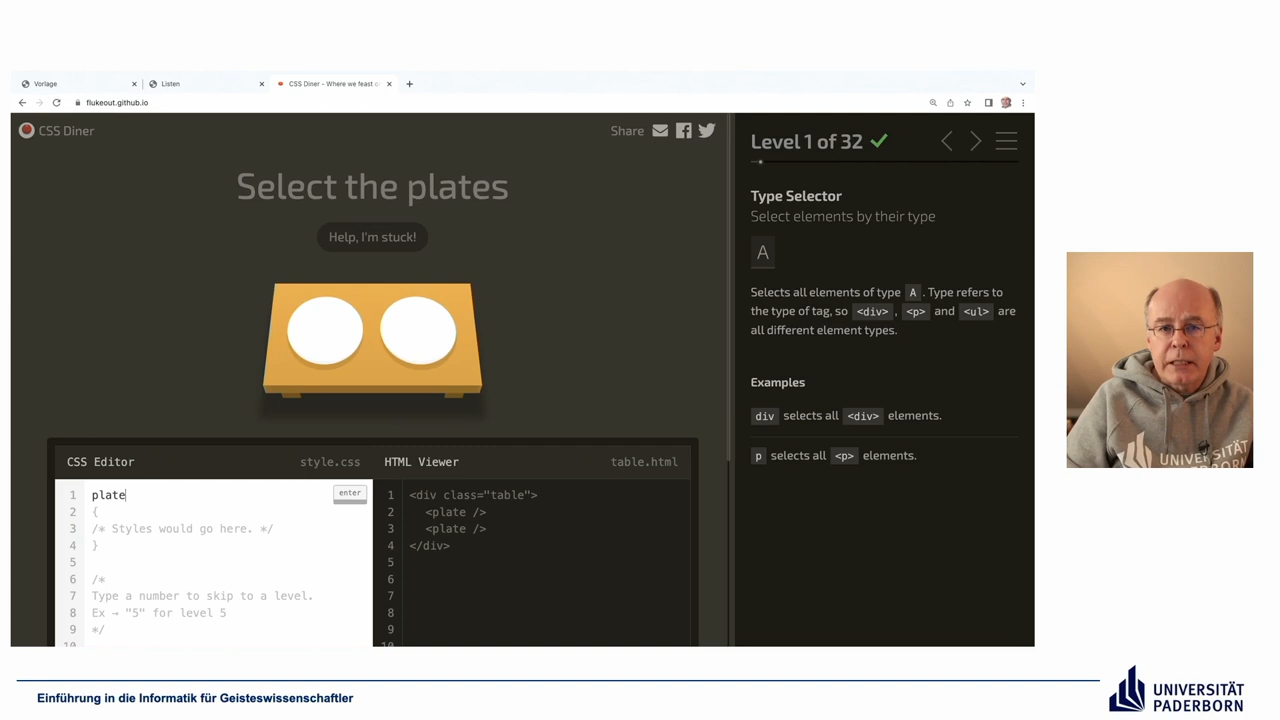 Vorlage
Listen
CSS Diner - Where we feast o
flukeout.github.io
CSS Diner
Share
Select the plates
Help, I'm stuck!
CSS Editor
style.css
1 plate
2 {
3 /* Styles would go here. */
4 }
5
6 /*
7 Type a number to skip to a level.
8 Ex → "5" for level 5
9 */
10
enter
HTML Viewer
table.html
1 <div class="table">
2 <plate />
3 <plate />
4 </div>
5
6
7
8
9
10
Level 1 of 32
Type Selector
Select elements by their type
A
Selects all elements of type A. Type refers to
the type of tag, so <div>, <p> and <ul> are
all different element types.
Examples
div selects all <div> elements.
p selects all <p> elements.
UNIVERSITÄT
Einführung in die Informatik für Geisteswissenschaftler
UNIVERSITÄT
PADERBORN